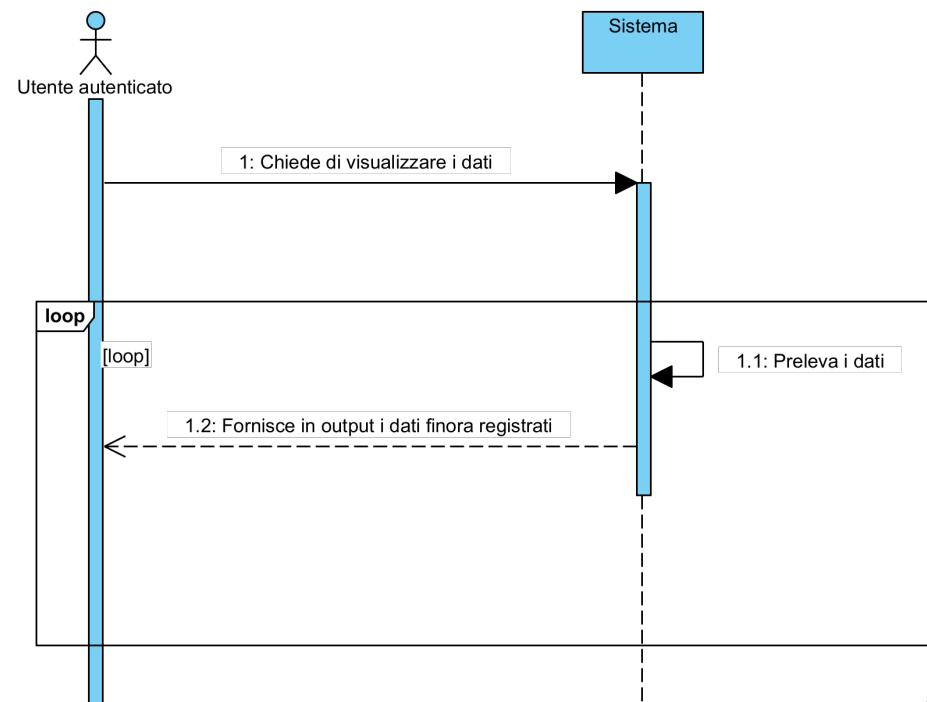 Utente autenticato
Sistema
1: Chiede di visualizzare i dati
loop
[loop]
1.1: Preleva i dati
1.2: Fornisce in output i dati finora registrati